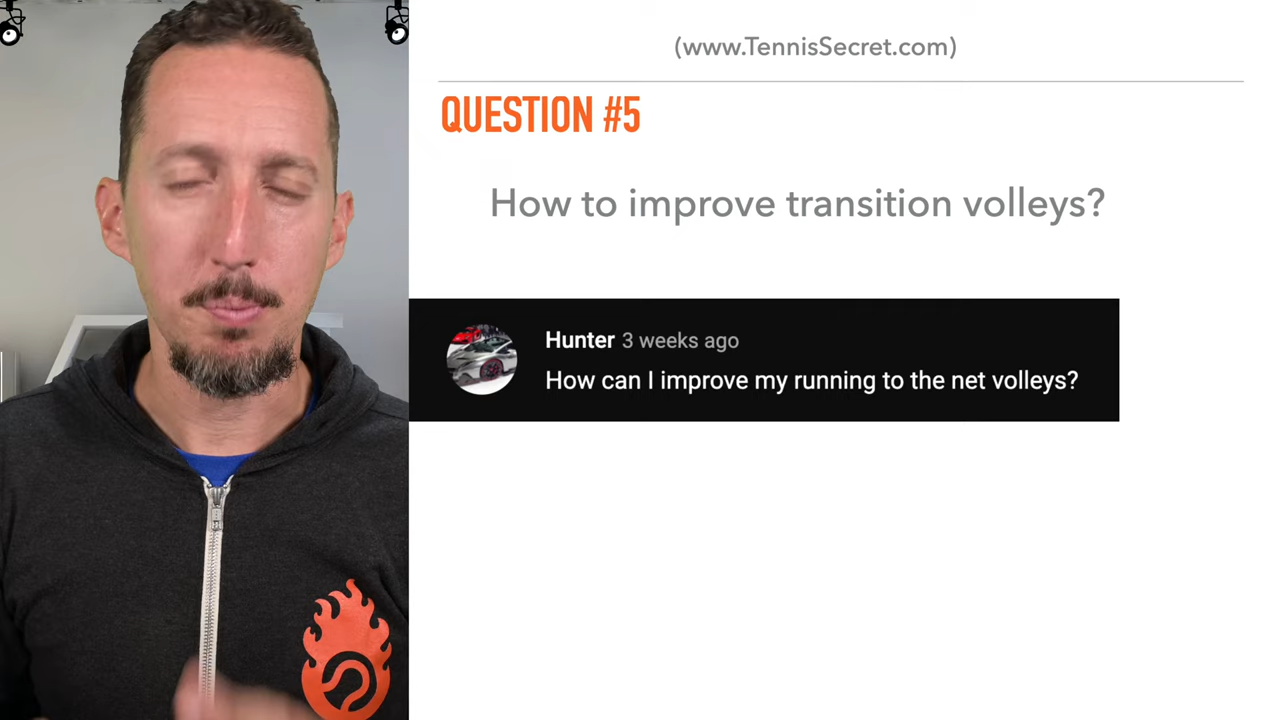 (www.TennisSecret.com)
QUESTION #5
How to improve transition volleys?
Hunter 3 weeks ago
How can I improve my running to the net volleys?